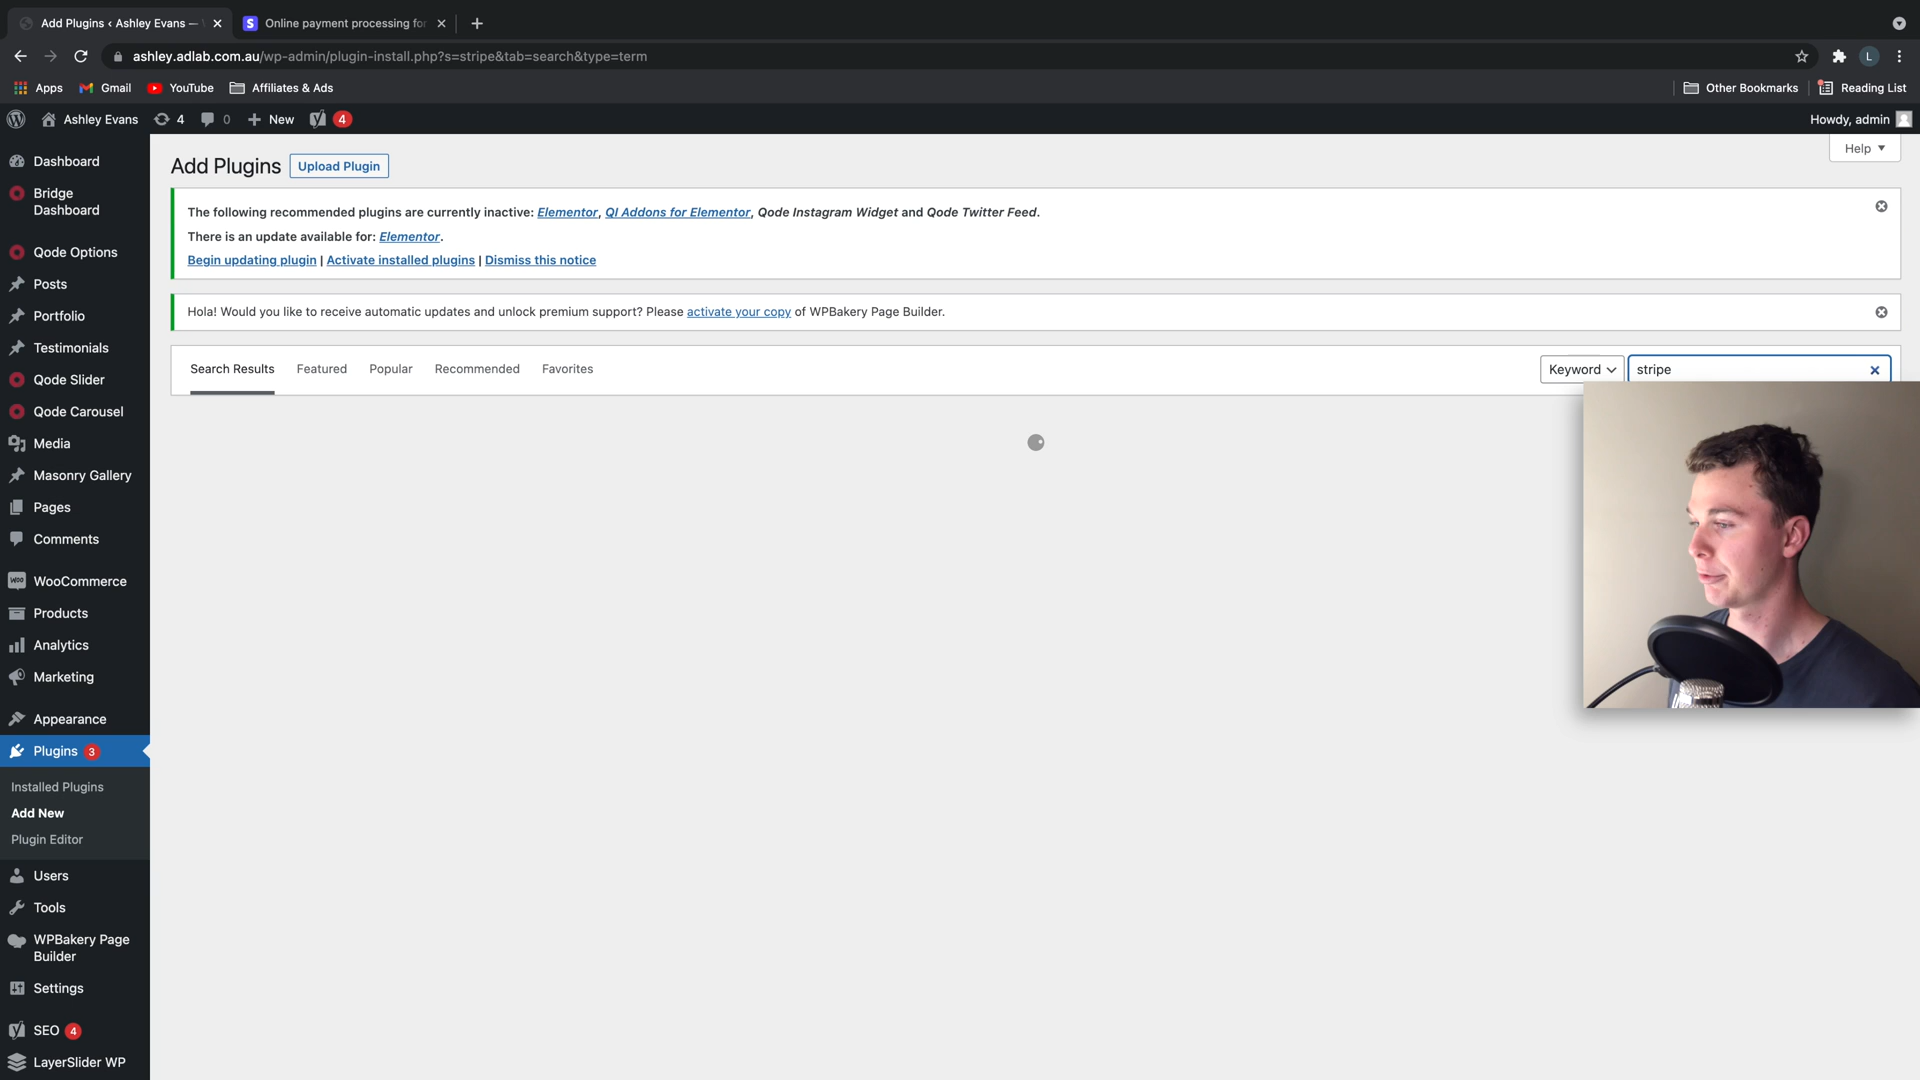 Add Plugins ‹ Ashley Evans —
Online payment processing for
ashley.adlab.com.au/wp-admin/plugin-install.php?s=stripe&tab=search&type=term
L
Apps
Gmail
YouTube
Affiliates & Ads
Other Bookmarks
Reading List
Ashley Evans
4
0
New
4
Howdy, admin
Dashboard
Bridge
Dashboard
Qode Options
Posts
Portfolio
Testimonials
Qode Slider
Qode Carousel
Media
Masonry Gallery
Pages
Comments
WooCommerce
Products
Analytics
Marketing
Appearance
Plugins 3
Installed Plugins
Add New
Plugin Editor
Users
Tools
WPBakery Page
Builder
Settings
SEO 4
LayerSlider WP
Help
Add Plugins
Upload Plugin
The following recommended plugins are currently inactive: Elementor, QI Addons for Elementor, Qode Instagram Widget and Qode Twitter Feed.
There is an update available for: Elementor.
Begin updating plugin | Activate installed plugins | Dismiss this notice
Hola! Would you like to receive automatic updates and unlock premium support? Please activate your copy of WPBakery Page Builder.
Search Results
Featured
Popular
Recommended
Favorites
Keyword
stripe